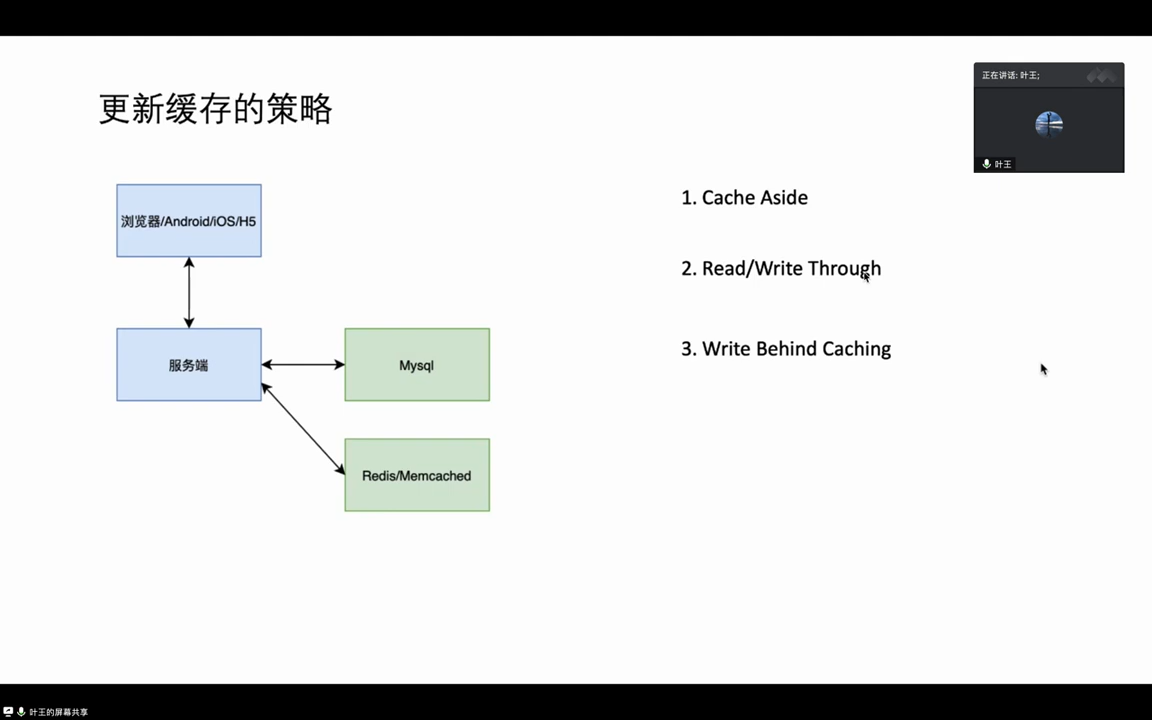 更新缓存的策略
正在讲话: 叶王;
叶王
浏览器/Android/iOS/H5
服务端
Mysql
Redis/Memcached
1. Cache Aside
2. Read/Write Through
3. Write Behind Caching
叶王的屏幕共享